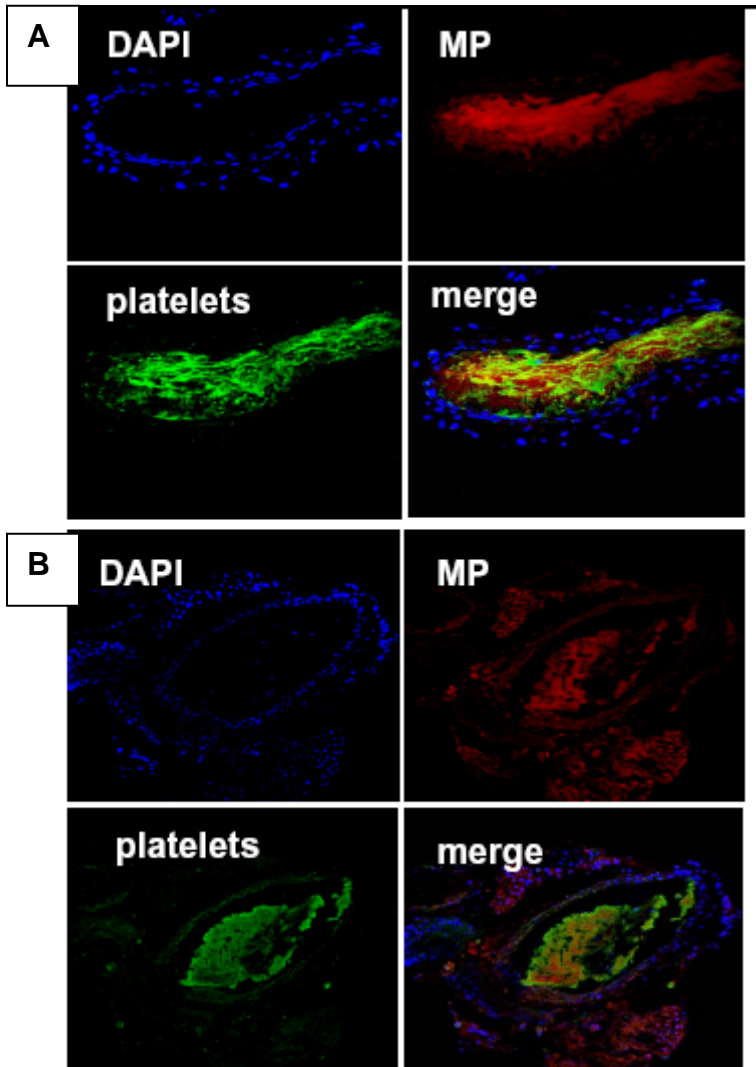 A
DAPI
MP
platelets
merge
B
DAPI
MP
platelets
merge